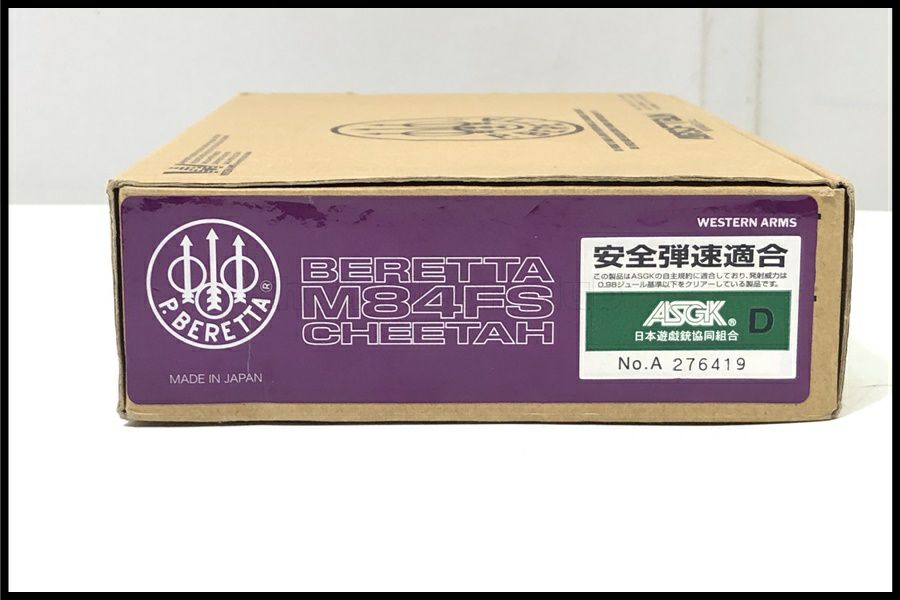 WESTERN ARMS
P. BERETTA
®
MADE IN JAPAN
BERETTA
M84FS
CHEETAH
安全弾速適合
この製品はASGKの自主規約に適合しており、発射威力は
0.98ジュール基準以下をクリアーしている製品です。
ASGK® D
日本遊戯銃協同組合
No.A 276419